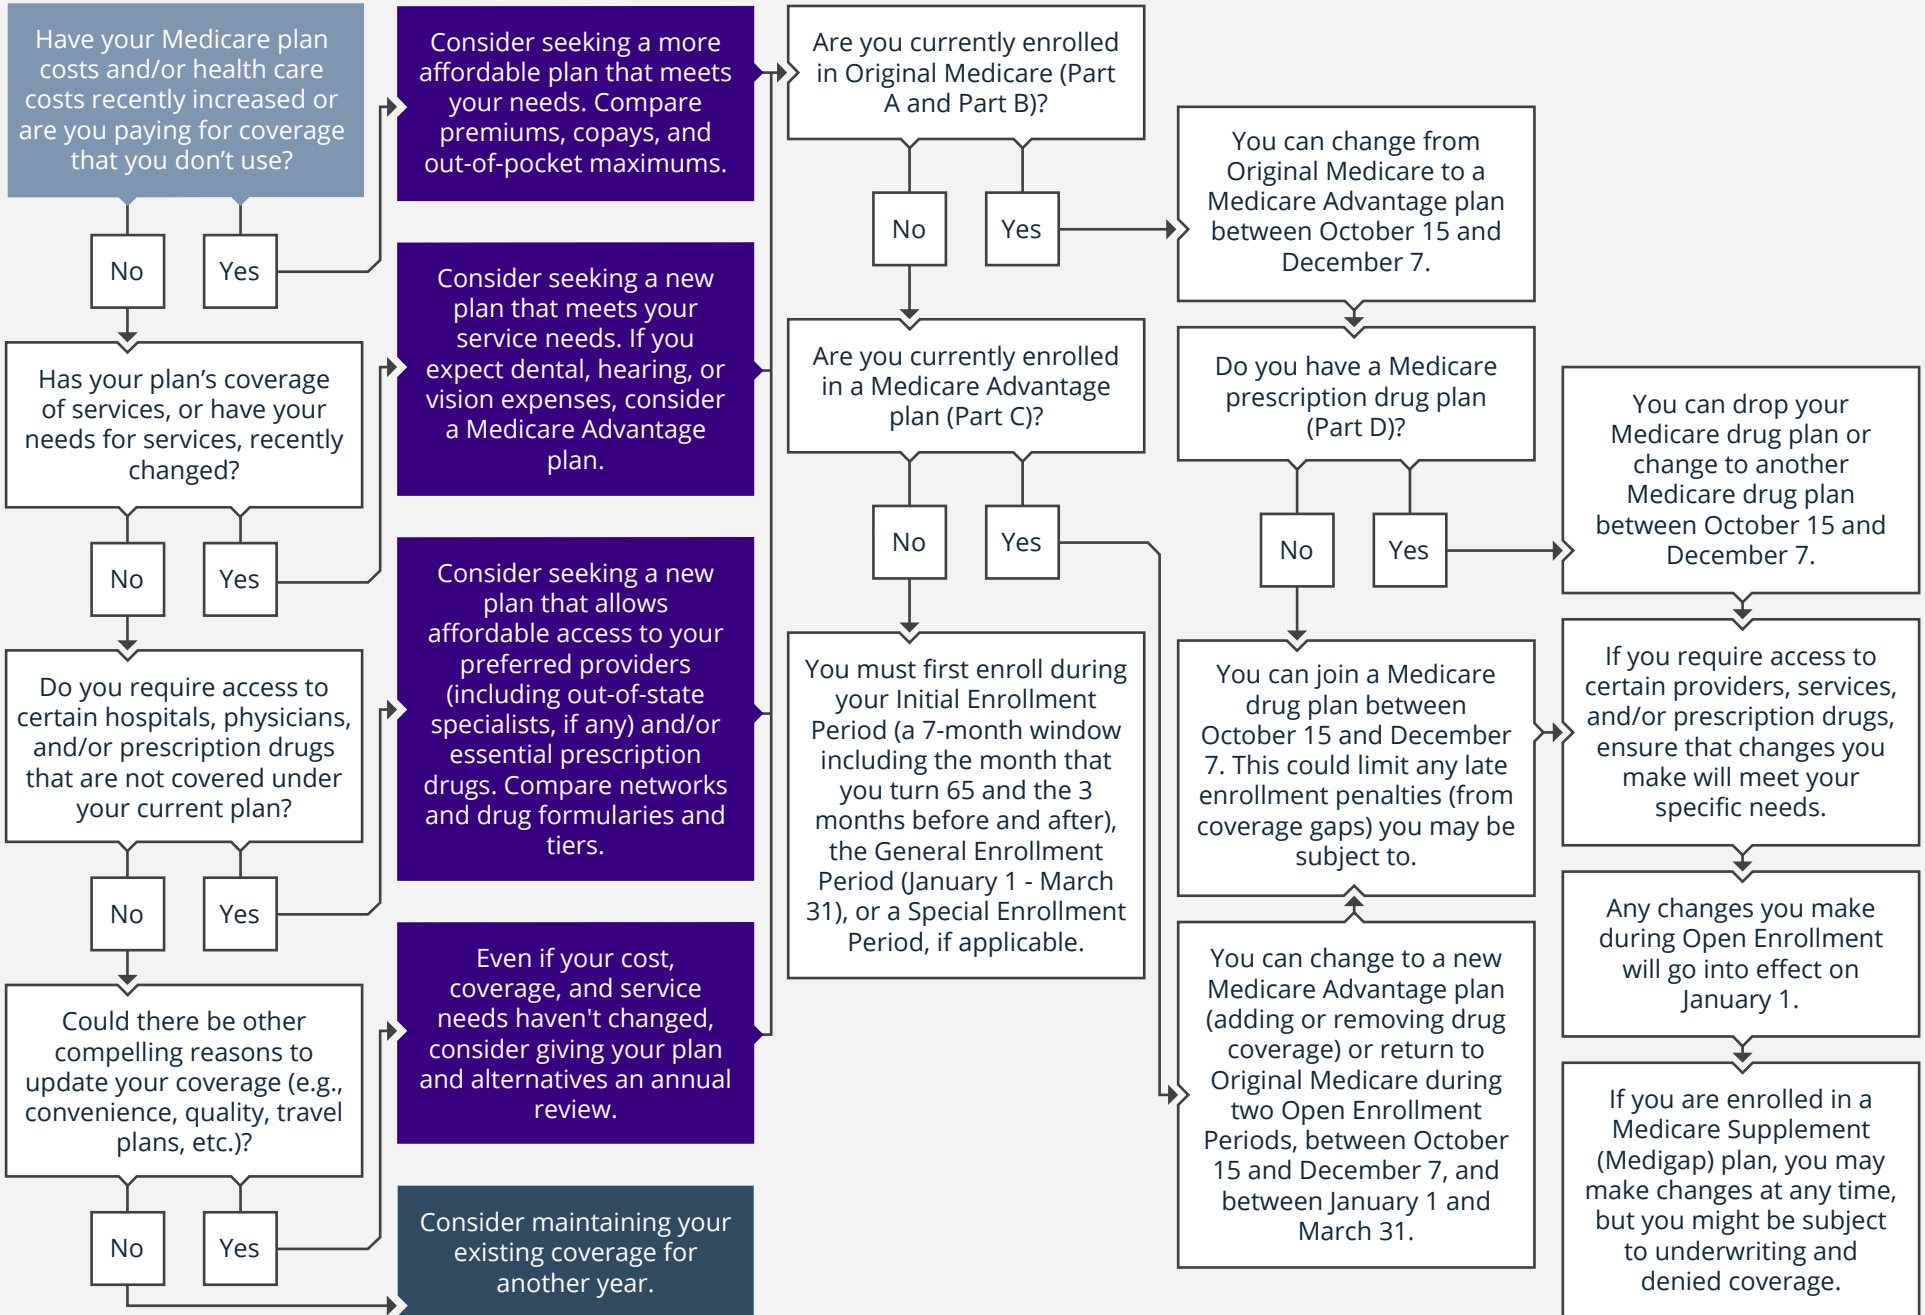 Have your Medicare plan
costs and/or health care
costs recently increased or
are you paying for coverage
that you don’t use?
No
Yes
Consider seeking a more
affordable plan that meets
your needs. Compare
premiums, copays, and
out-of-pocket maximums.
Has your plan’s coverage
of services, or have your
needs for services, recently
changed?
No
Yes
Consider seeking a new
plan that meets your
service needs. If you
expect dental, hearing, or
vision expenses, consider
a Medicare Advantage
plan.
Do you require access to
certain hospitals, physicians,
and/or prescription drugs
that are not covered under
your current plan?
No
Yes
Consider seeking a new
plan that allows
affordable access to your
preferred providers
(including out-of-state
specialists, if any) and/or
essential prescription
drugs. Compare networks
and drug formularies and
tiers.
Could there be other
compelling reasons to
update your coverage (e.g.,
convenience, quality, travel
plans, etc.)?
No
Yes
Even if your cost,
coverage, and service
needs haven't changed,
consider giving your plan
and alternatives an annual
review.
Consider maintaining your
existing coverage for
another year.
Are you currently enrolled
in Original Medicare (Part
A and Part B)?
No
Yes
Are you currently enrolled
in a Medicare Advantage
plan (Part C)?
No
Yes
You must first enroll during
your Initial Enrollment
Period (a 7-month window
including the month that
you turn 65 and the 3
months before and after),
the General Enrollment
Period (January 1 - March
31), or a Special Enrollment
Period, if applicable.
You can change from
Original Medicare to a
Medicare Advantage plan
between October 15 and
December 7.
Do you have a Medicare
prescription drug plan
(Part D)?
No
Yes
You can join a Medicare
drug plan between
October 15 and December
7. This could limit any late
enrollment penalties (from
coverage gaps) you may be
subject to.
You can change to a new
Medicare Advantage plan
(adding or removing drug
coverage) or return to
Original Medicare during
two Open Enrollment
Periods, between October
15 and December 7, and
between January 1 and
March 31.
You can drop your
Medicare drug plan or
change to another
Medicare drug plan
between October 15 and
December 7.
If you require access to
certain providers, services,
and/or prescription drugs,
ensure that changes you
make will meet your
specific needs.
Any changes you make
during Open Enrollment
will go into effect on
January 1.
If you are enrolled in a
Medicare Supplement
(Medigap) plan, you may
make changes at any time,
but you might be subject
to underwriting and
denied coverage.